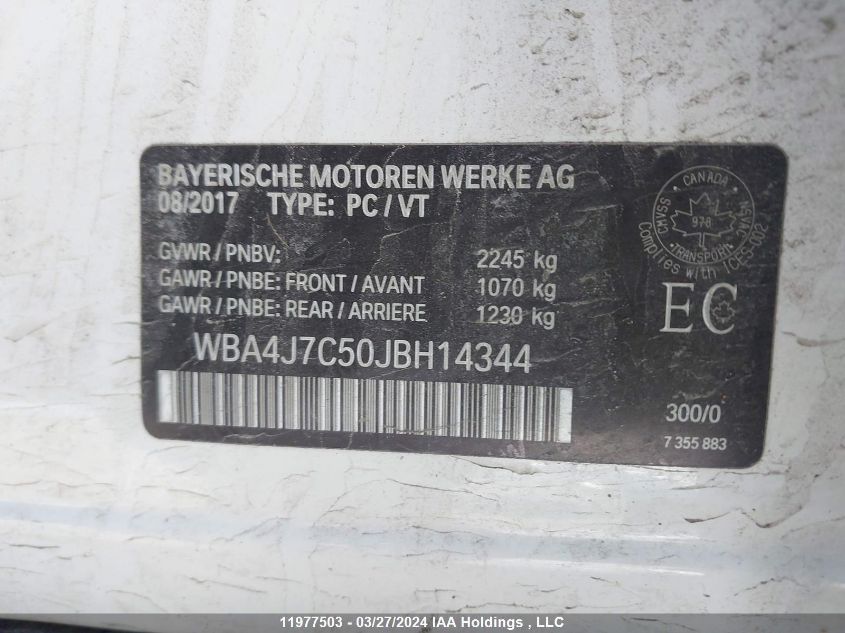 BAYERISCHE MOTOREN WERKE AG
08/2017 TYPE: PC / VT
GVWR / PNBV: 2245 kg
GAWR / PNBE: FRONT / AVANT 1070 kg
GAWR / PNBE: REAR / ARRIERE 1230 kg
WBA4J7C50JBH14344
CANADA
CMVSS
NSVAC
978
TRANSPORT
Complies with ICES-002
EC
300/0
7 355 883
11977503 - 03/27/2024 IAA Holdings , LLC